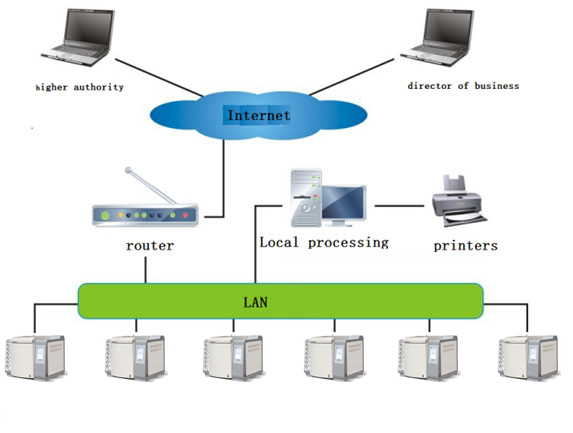 higher authority
director of business
Internet
router
Local processing
printers
LAN